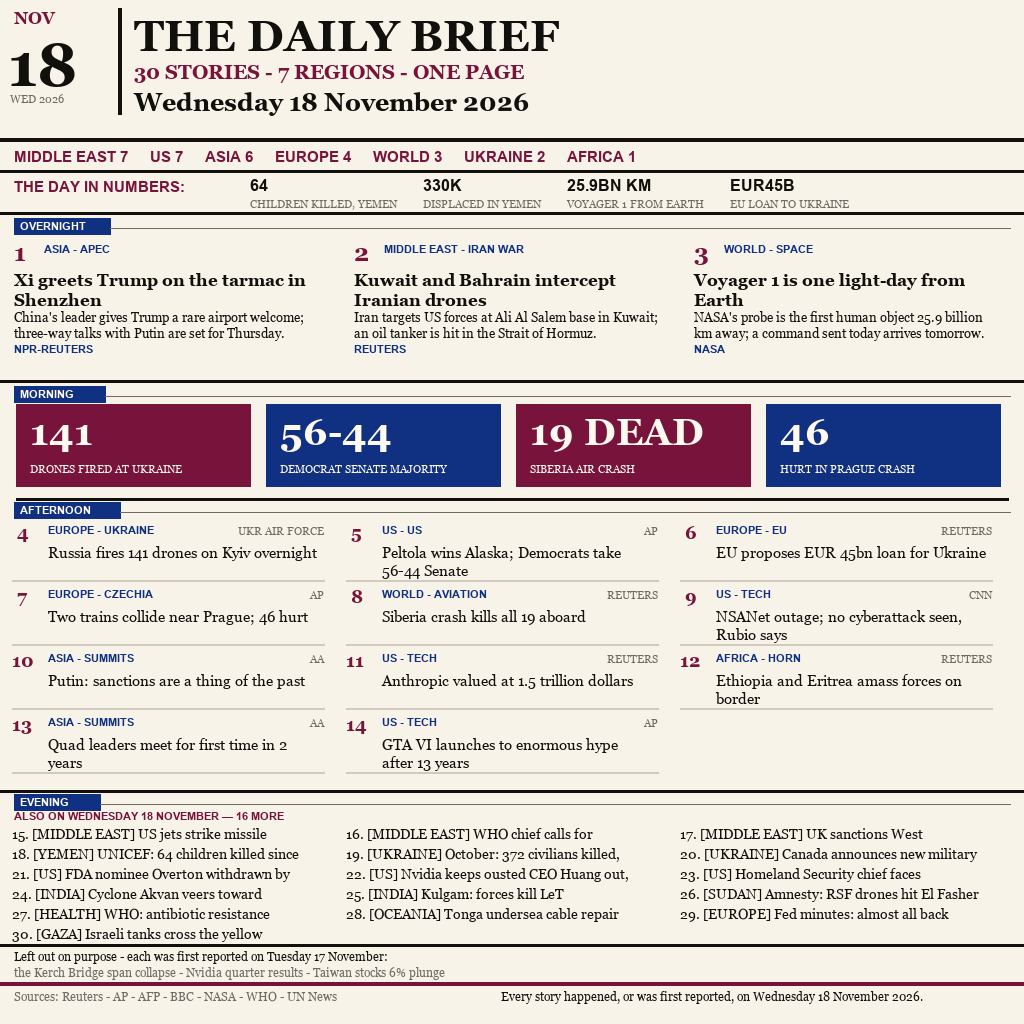 NOV
18
WED 2026
THE DAILY BRIEF
30 STORIES - 7 REGIONS - ONE PAGE
Wednesday 18 November 2026
MIDDLE EAST 7 US 7 ASIA 6 EUROPE 4 WORLD 3 UKRAINE 2 AFRICA 1
THE DAY IN NUMBERS:
64
CHILDREN KILLED, YEMEN
330K
DISPLACED IN YEMEN
25.9BN KM
VOYAGER 1 FROM EARTH
EUR45B
EU LOAN TO UKRAINE
OVERNIGHT
1 ASIA - APEC
Xi greets Trump on the tarmac in
Shenzhen
China's leader gives Trump a rare airport welcome;
three-way talks with Putin are set for Thursday.
NPR-REUTERS
2 MIDDLE EAST - IRAN WAR
Kuwait and Bahrain intercept
Iranian drones
Iran targets US forces at Ali Al Salem base in Kuwait;
an oil tanker is hit in the Strait of Hormuz.
REUTERS
3 WORLD - SPACE
Voyager 1 is one light-day from
Earth
NASA's probe is the first human object 25.9 billion
km away; a command sent today arrives tomorrow.
NASA
MORNING
141
DRONES FIRED AT UKRAINE
56-44
DEMOCRAT SENATE MAJORITY
19 DEAD
SIBERIA AIR CRASH
46
HURT IN PRAGUE CRASH
AFTERNOON
4 EUROPE - UKRAINE UKR AIR FORCE
Russia fires 141 drones on Kyiv overnight
5 US - US AP
Peltola wins Alaska; Democrats take
56-44 Senate
6 EUROPE - EU REUTERS
EU proposes EUR 45bn loan for Ukraine
7 EUROPE - CZECHIA AP
Two trains collide near Prague; 46 hurt
8 WORLD - AVIATION REUTERS
Siberia crash kills all 19 aboard
9 US - TECH CNN
NSANet outage; no cyberattack seen,
Rubio says
10 ASIA - SUMMITS AA
Putin: sanctions are a thing of the past
11 US - TECH REUTERS
Anthropic valued at 1.5 trillion dollars
12 AFRICA - HORN REUTERS
Ethiopia and Eritrea amass forces on
border
13 ASIA - SUMMITS AA
Quad leaders meet for first time in 2
years
14 US - TECH AP
GTA VI launches to enormous hype
after 13 years
EVENING
ALSO ON WEDNESDAY 18 NOVEMBER — 16 MORE
15. [MIDDLE EAST] US jets strike missile
16. [MIDDLE EAST] WHO chief calls for
17. [MIDDLE EAST] UK sanctions West
18. [YEMEN] UNICEF: 64 children killed since
19. [UKRAINE] October: 372 civilians killed,
20. [UKRAINE] Canada announces new military
21. [US] FDA nominee Overton withdrawn by
22. [US] Nvidia keeps ousted CEO Huang out,
23. [US] Homeland Security chief faces
24. [INDIA] Cyclone Akvan veers toward
25. [INDIA] Kulgam: forces kill LeT
26. [SUDAN] Amnesty: RSF drones hit El Fasher
27. [HEALTH] WHO: antibiotic resistance
28. [OCEANIA] Tonga undersea cable repair
29. [EUROPE] Fed minutes: almost all back
30. [GAZA] Israeli tanks cross the yellow
Left out on purpose - each was first reported on Tuesday 17 November:
the Kerch Bridge span collapse - Nvidia quarter results - Taiwan stocks 6% plunge
Sources: Reuters - AP - AFP - BBC - NASA - WHO - UN News
Every story happened, or was first reported, on Wednesday 18 November 2026.